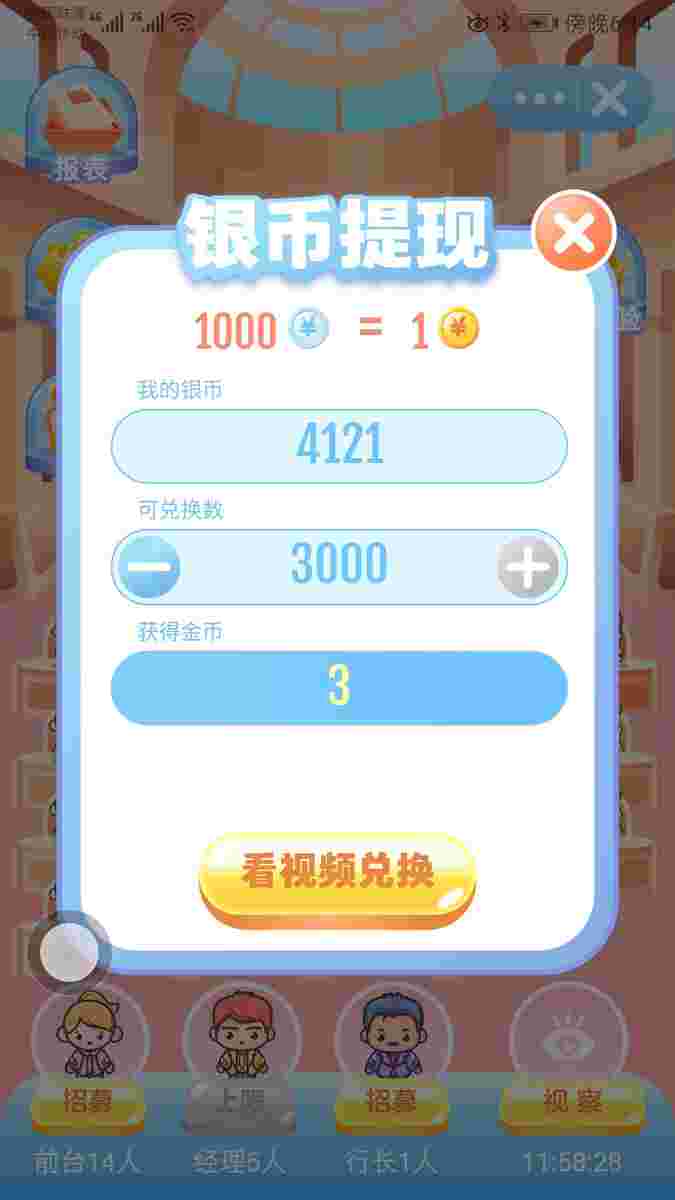 4G 2G 傍晚6:14
报表
银币提现
1000 ¥ = 1 ¥
我的银币
4121
可兑换数
3000
获得金币
3
看视频兑换
招募 上限 招募 视察
前台14人 经理5人 行长1人 11:58:28